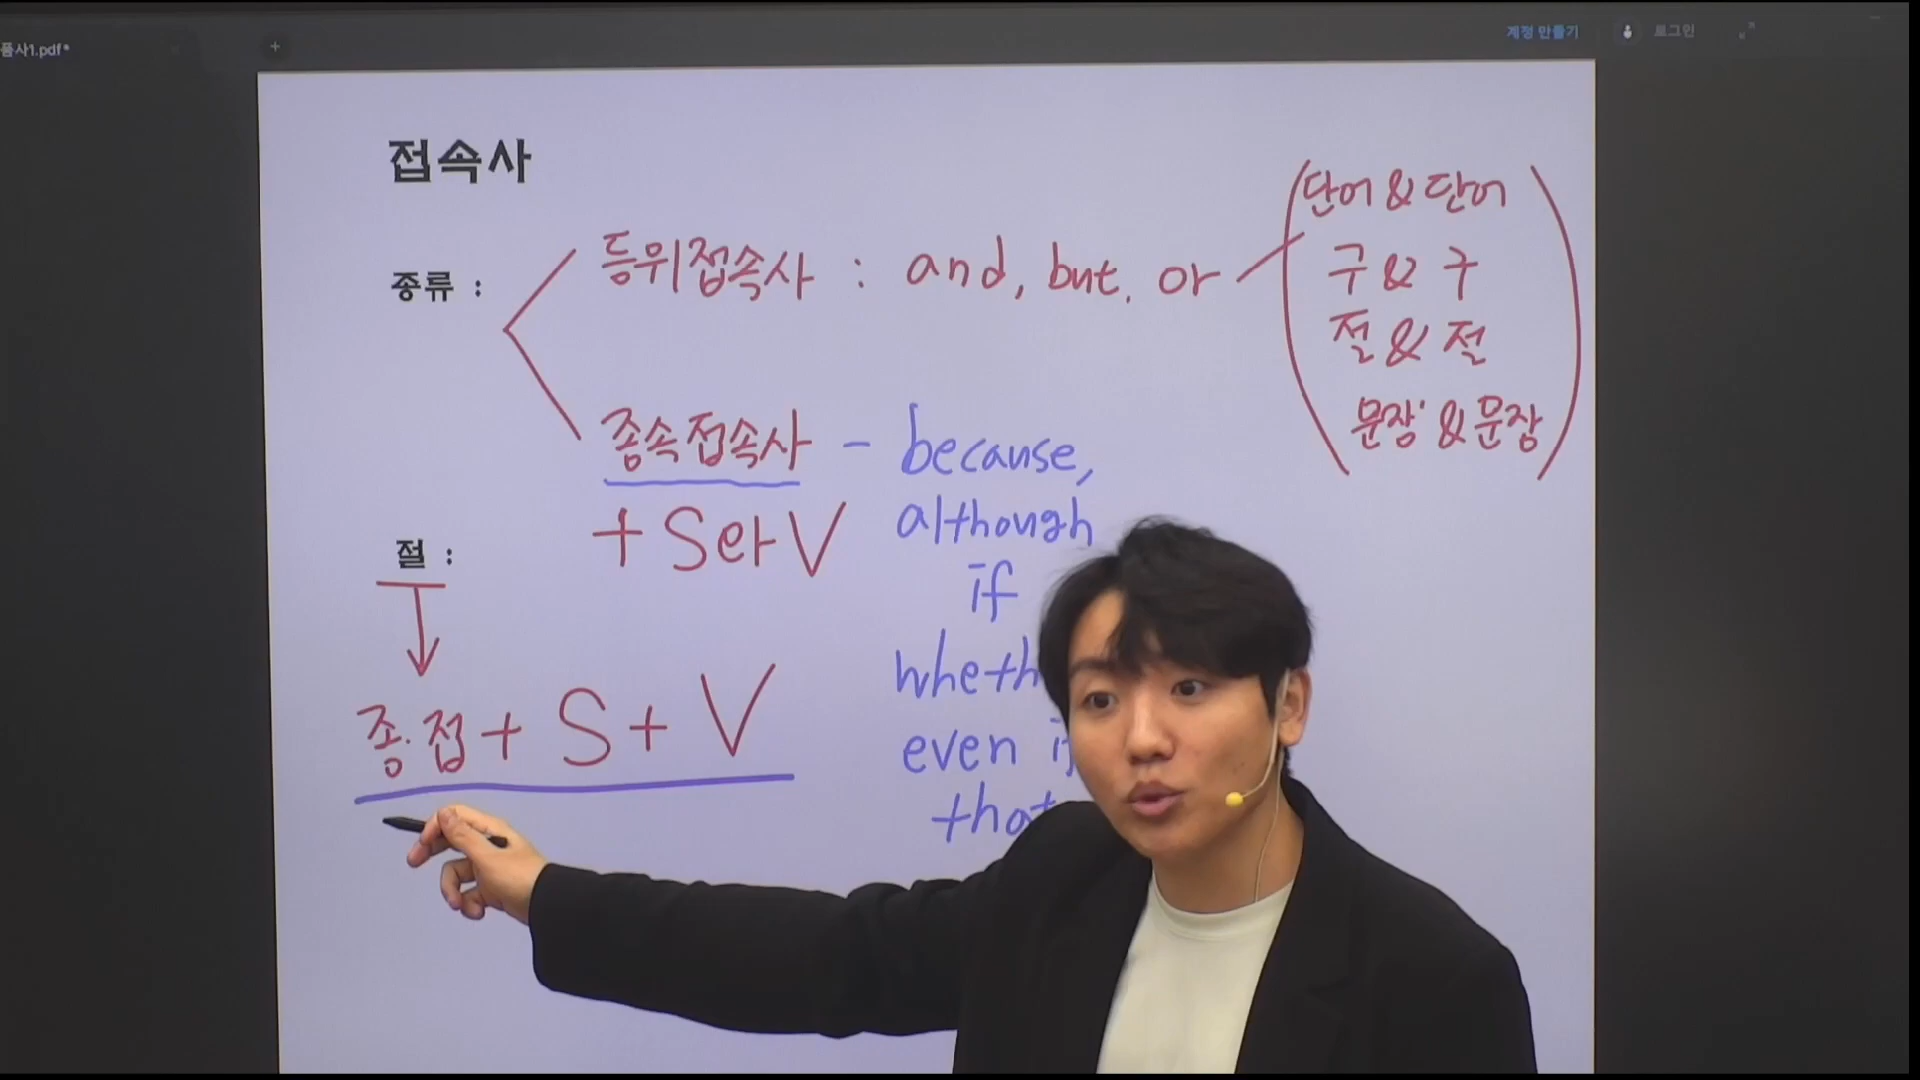 품사1.pdf*
+
계정 만들기
로그인
접속사
종류 :
등위접속사 : and, but, or
단어 & 단어
구 & 구
절 & 절
문장 & 문장
종속접속사 - because,
+ S er V
although
if
절 :
종.접 + S + V
even